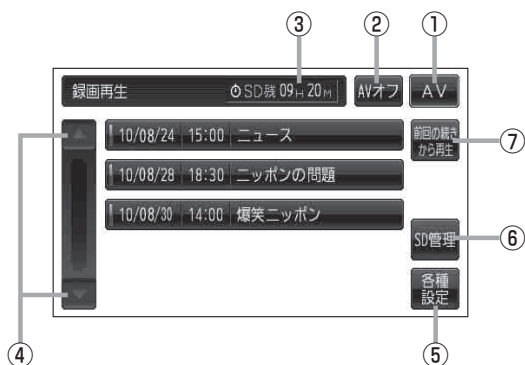 ③ ② ①
録画再生 SD残 09H 20M AVオフ AV
10/08/24 15:00 ニュース
前回の続きから再生 ⑦
10/08/28 18:30 ニッポンの問題
10/08/30 14:00 爆笑ニッポン
SD管理 ⑥
各種設定
④ ⑤